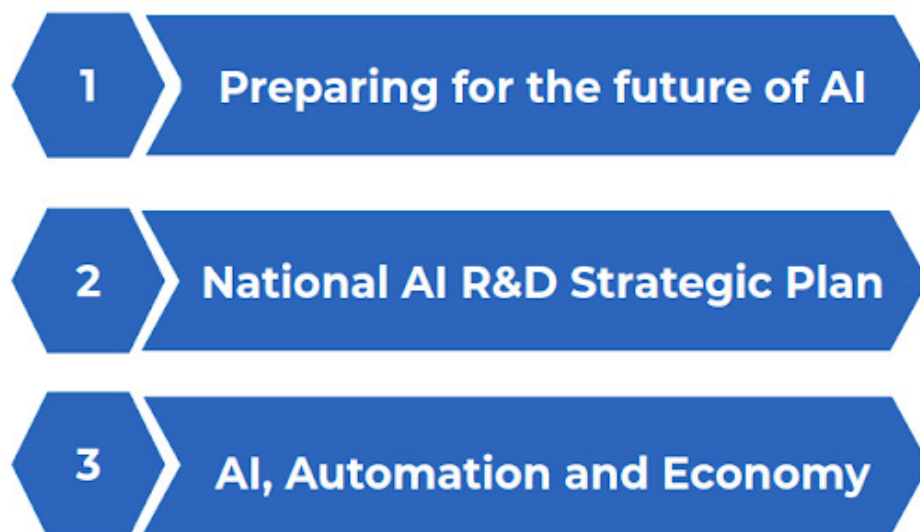 1 Preparing for the future of AI
2 National AI R&D Strategic Plan
3 AI, Automation and Economy